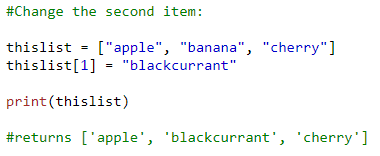 #Change the second item:
thislist = ["apple", "banana", "cherry"]
thislist[1] = "blackcurrant"
print(thislist)
#returns ['apple', 'blackcurrant', 'cherry']